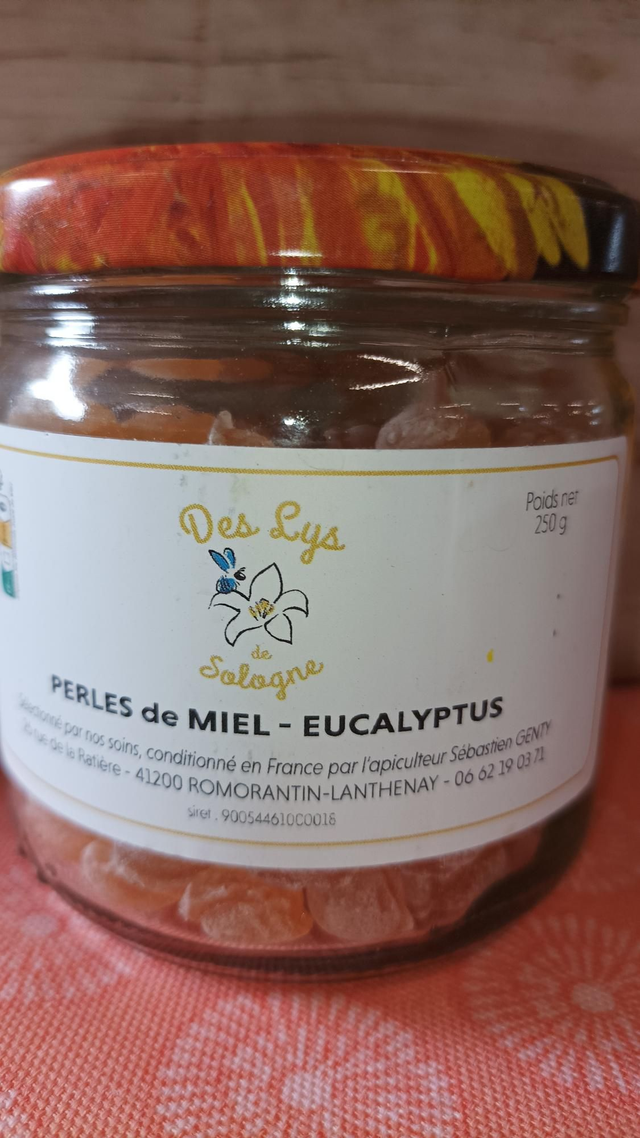 Des Lys
de
Sologne
Poids net
250 g
PERLES de MIEL - EUCALYPTUS
Sélectionné par nos soins, conditionné en France par l'apiculteur Sébastien GENTY
rue de la Ratière - 41200 ROMORANTIN-LANTHENAY - 06 62 19 03 71
siret : 90054461000018